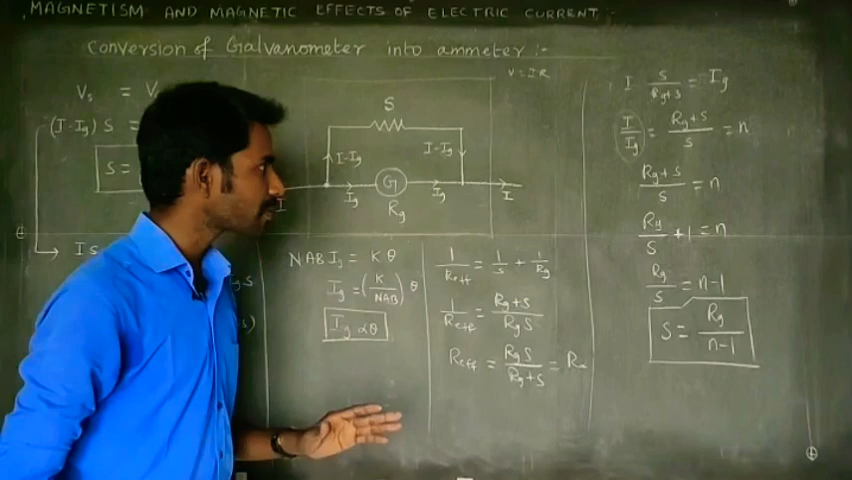 MAGNETISM AND MAGNETIC EFFECTS OF ELECTRIC CURRENT
Conversion of Galvanometer into ammeter :-
V = IR
Vs = V
(I-Ig) S =
S =
I S
g S
s)
S
I-Ig
I-Ig
G
I
Ig
Ig
I
Rg
NAB Ig = K θ
Ig = (K/NAB) θ
Ig α θ
1/Reff = 1/S + 1/Rg
1/Reff = Rg+S/RgS
Reff = RgS/Rg+S = Ra
I S/Rg+S = Ig
I/Ig = Rg+S/S = n
Rg+S/S = n
Rg/S + 1 = n
Rg/S = n-1
S = Rg/n-1